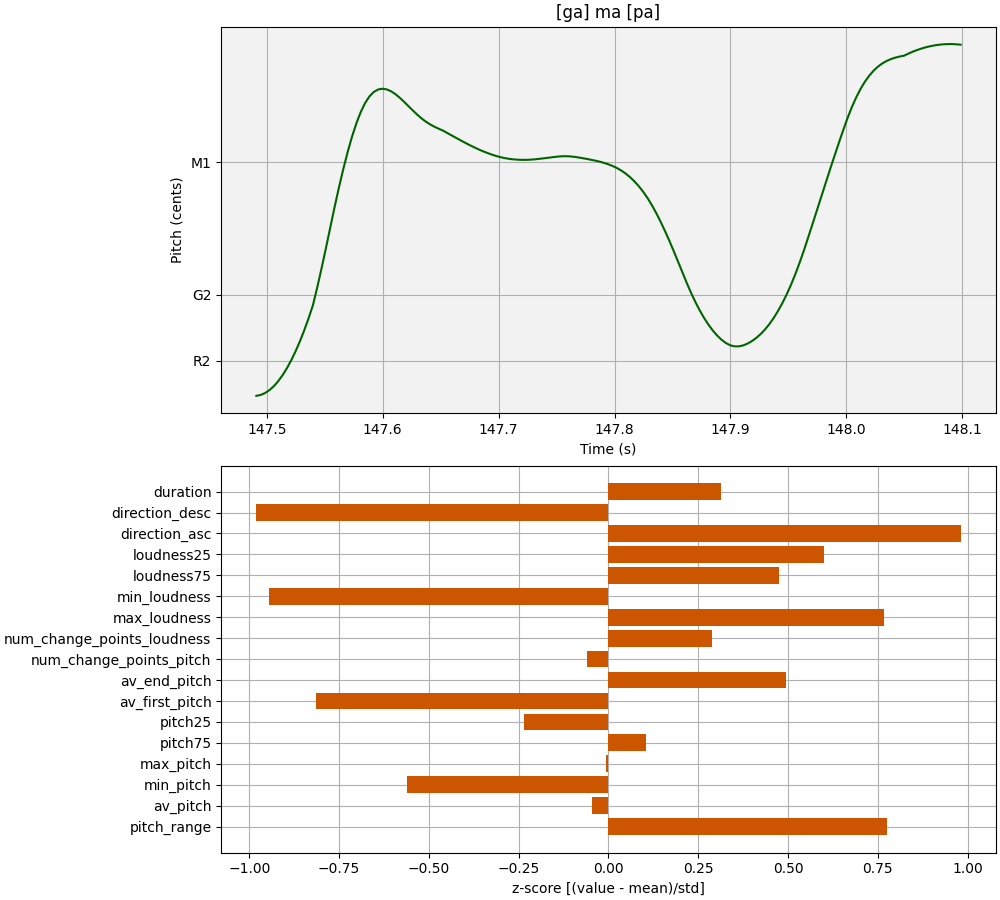 [ga] ma [pa]
M1
G2
R2
Pitch (cents)
147.5 147.6 147.7 147.8 147.9 148.0 148.1
Time (s)
duration
direction_desc
direction_asc
loudness25
loudness75
min_loudness
max_loudness
num_change_points_loudness
num_change_points_pitch
av_end_pitch
av_first_pitch
pitch25
pitch75
max_pitch
min_pitch
av_pitch
pitch_range
−1.00 −0.75 −0.50 −0.25 0.00 0.25 0.50 0.75 1.00
z-score [(value - mean)/std]